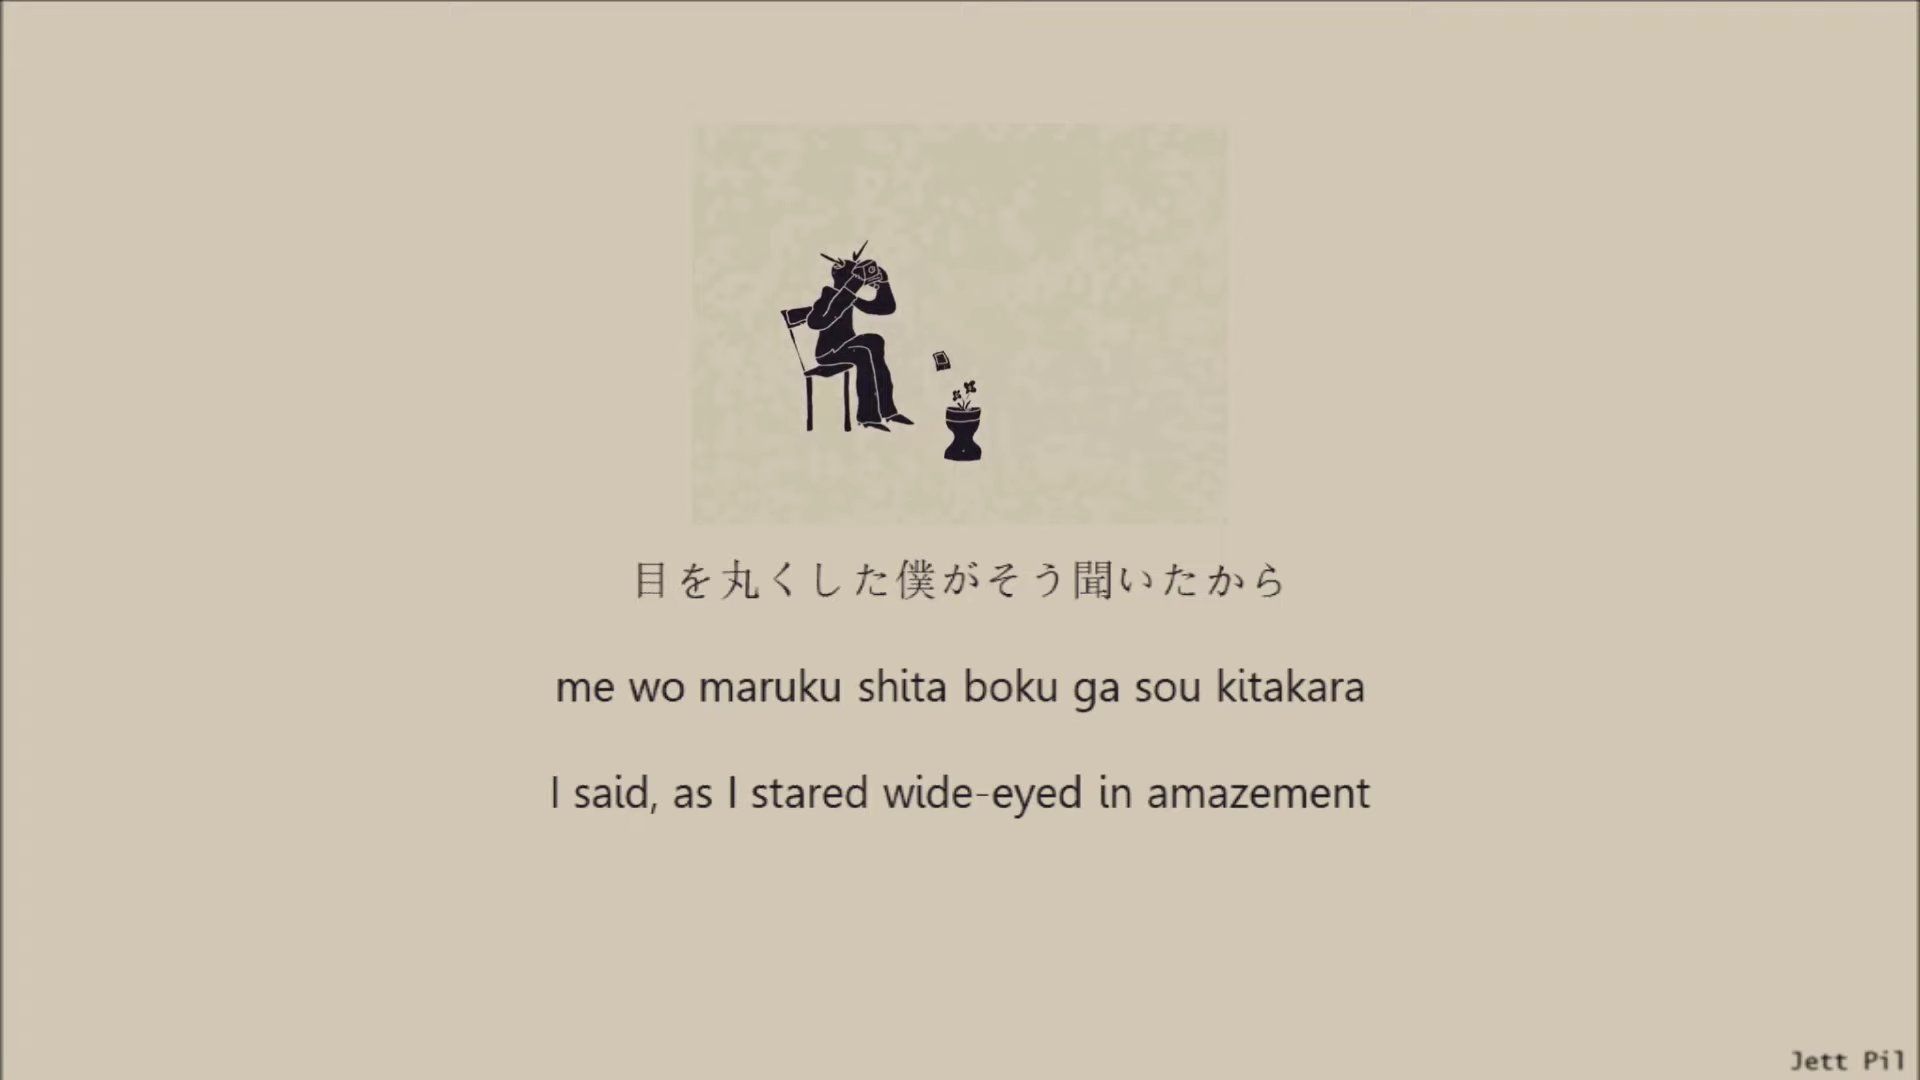 目を丸くした僕がそう聞いたから
me wo maruku shita boku ga sou kitakara
I said, as I stared wide-eyed in amazement
Jett Pil